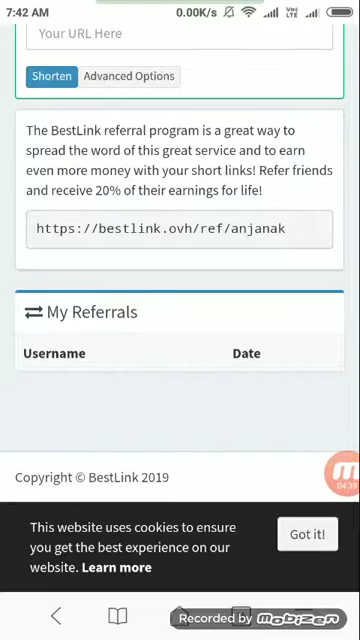 7:42 AM 0.00K/s VoLTE
Your URL Here
Shorten Advanced Options
The BestLink referral program is a great way to
spread the word of this great service and to earn
even more money with your short links! Refer friends
and receive 20% of their earnings for life!
https://bestlink.ovh/ref/anjanak
My Referrals
Username Date
Copyright © BestLink 2019
04:39
This website uses cookies to ensure
you get the best experience on our
website. Learn more
Got it!
Recorded by mobizen